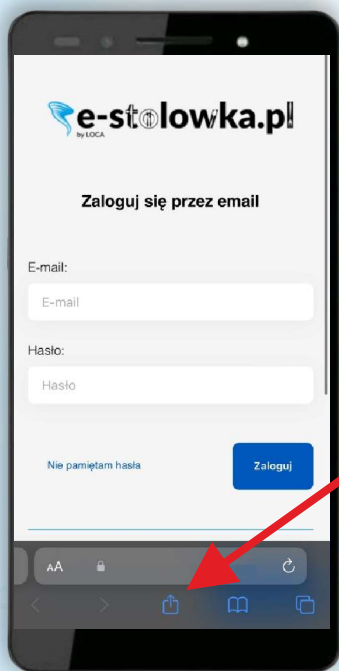 e-stolowka.pl
by LOCA
Zaloguj się przez email
E-mail:
E-mail
Hasło:
Hasło
Nie pamiętam hasła
Zaloguj
AA